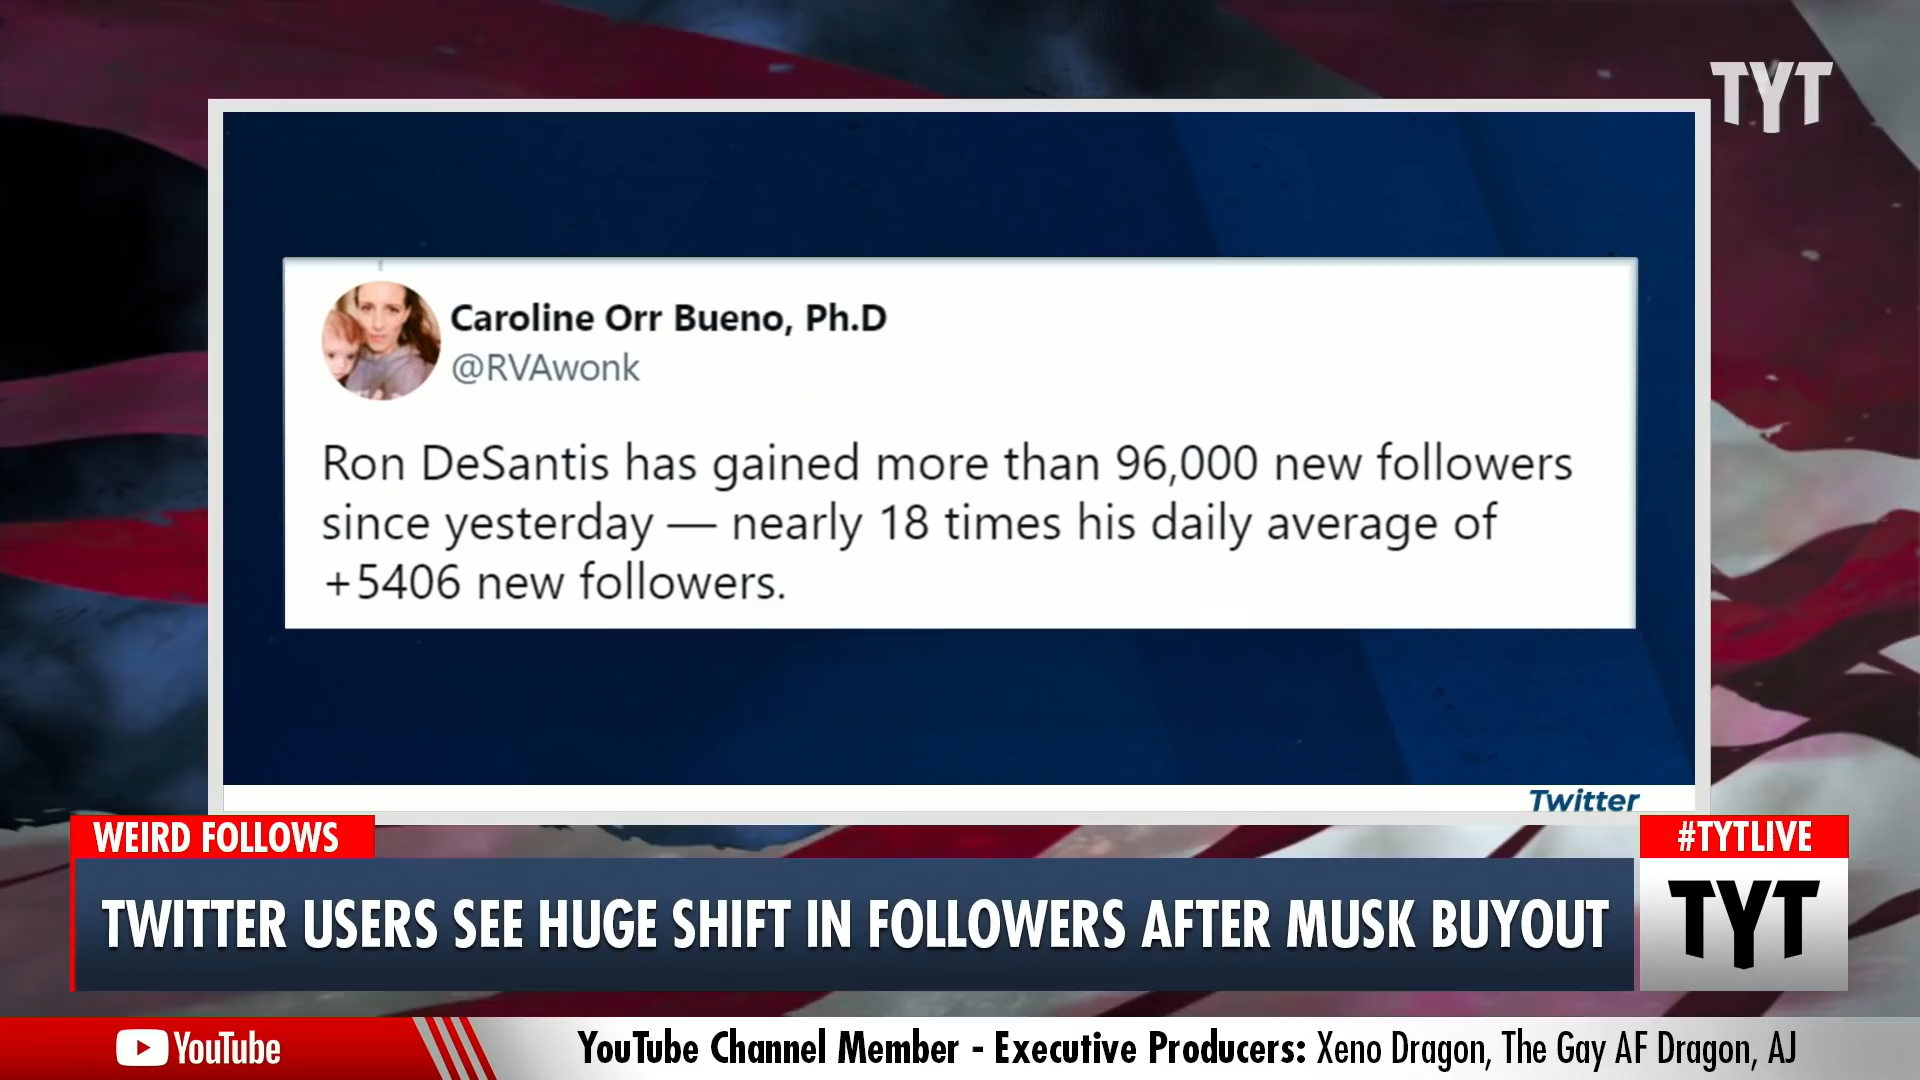 TYT
Caroline Orr Bueno, Ph.D
@RVAwonk
Ron DeSantis has gained more than 96,000 new followers
since yesterday — nearly 18 times his daily average of
+5406 new followers.
Twitter
WEIRD FOLLOWS
#TYTLIVE
TWITTER USERS SEE HUGE SHIFT IN FOLLOWERS AFTER MUSK BUYOUT
TYT
YouTube
YouTube Channel Member - Executive Producers: Xeno Dragon, The Gay AF Dragon, AJ